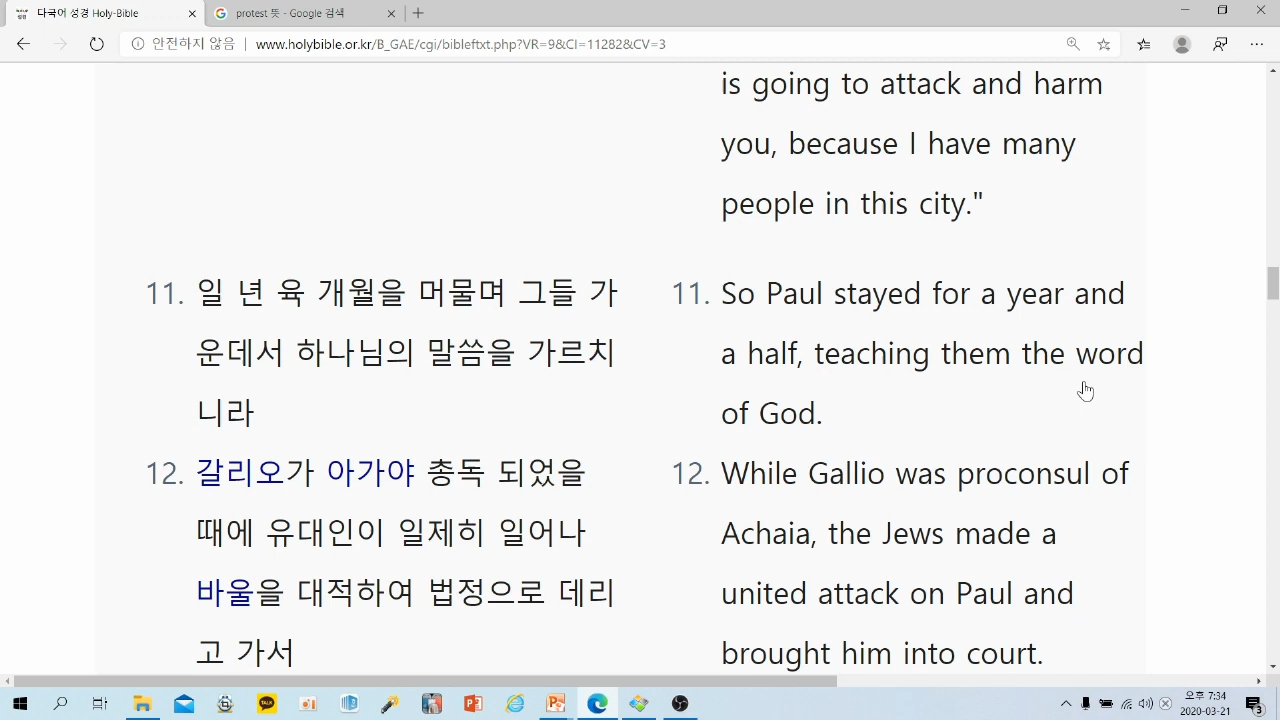 다국어 성경 Holy-Bible
protest 뜻 - Google 검색
안전하지 않음
www.holybible.or.kr/B_GAE/cgi/bibleftxt.php?VR=9&CI=11282&CV=3
is going to attack and harm
you, because I have many
people in this city."
11. 일 년 육 개월을 머물며 그들 가
운데서 하나님의 말씀을 가르치
니라
11. So Paul stayed for a year and
a half, teaching them the word
of God.
12. 갈리오가 아가야 총독 되었을
때에 유대인이 일제히 일어나
바울을 대적하여 법정으로 데리
고 가서
12. While Gallio was proconsul of
Achaia, the Jews made a
united attack on Paul and
brought him into court.
TALK
오후 7:34
2020-03-21
3